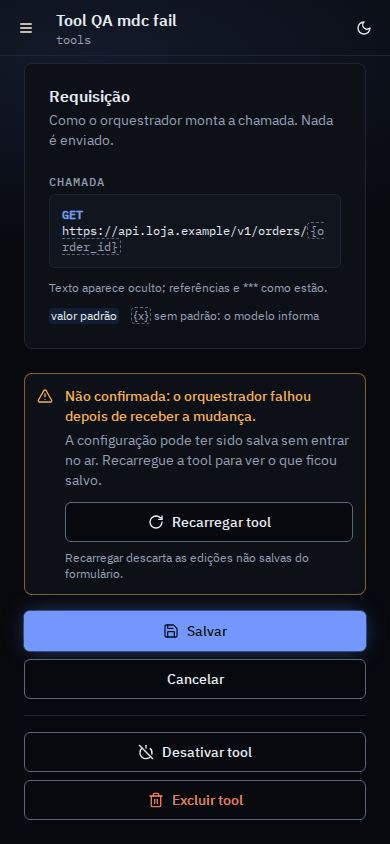 Tool QA mdc fail
tools
Requisição
Como o orquestrador monta a chamada. Nada
é enviado.
CHAMADA
GET
https://api.loja.example/v1/orders/{o
rder_id}
Texto aparece oculto; referências e *** como estão.
valor padrão {x} sem padrão: o modelo informa
Não confirmada: o orquestrador falhou
depois de receber a mudança.
A configuração pode ter sido salva sem entrar
no ar. Recarregue a tool para ver o que ficou
salvo.
Recarregar tool
Recarregar descarta as edições não salvas do
formulário.
Salvar
Cancelar
Desativar tool
Excluir tool